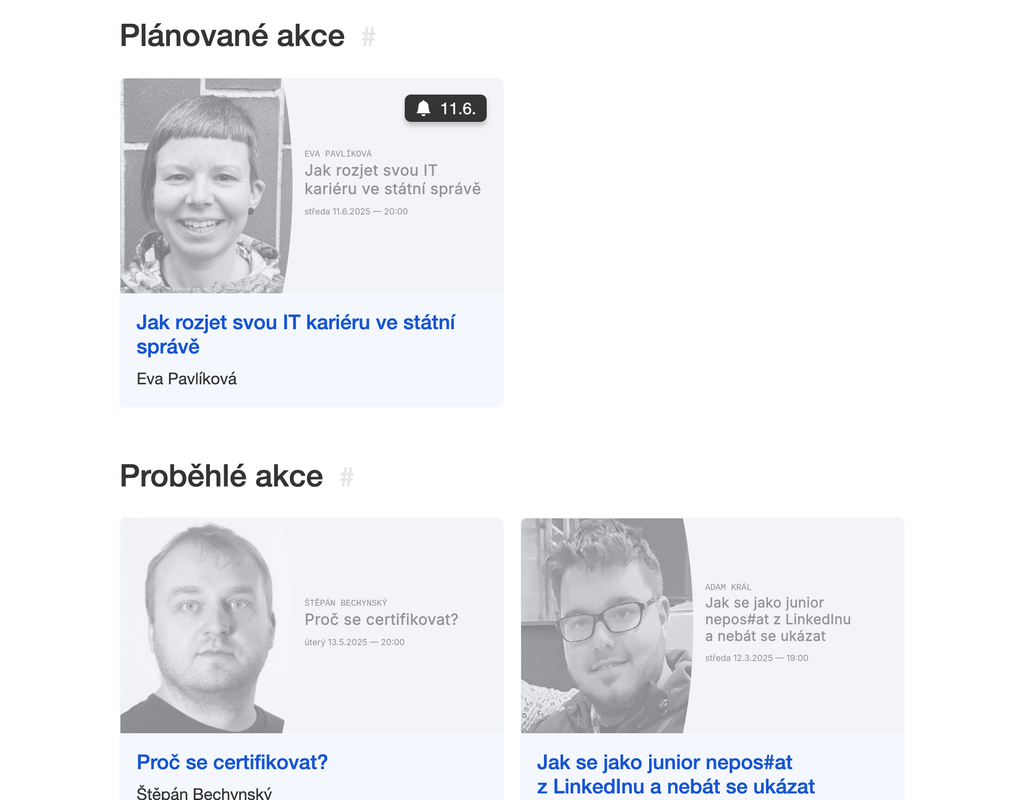 Plánované akce #
11.6.
EVA PAVLÍKOVÁ
Jak rozjet svou IT
kariéru ve státní správě
středa 11.6.2025 — 20:00
Jak rozjet svou IT kariéru ve státní
správě
Eva Pavlíková
Proběhlé akce #
ŠTĚPÁN BECHYNSKÝ
Proč se certifikovat?
úterý 13.5.2025 — 20:00
Proč se certifikovat?
Štěpán Bechynský
ADAM KRÁL
Jak se jako junior
nepos#at z LinkedInu
a nebát se ukázat
středa 12.3.2025 — 19:00
Jak se jako junior nepos#at
z LinkedInu a nebát se ukázat